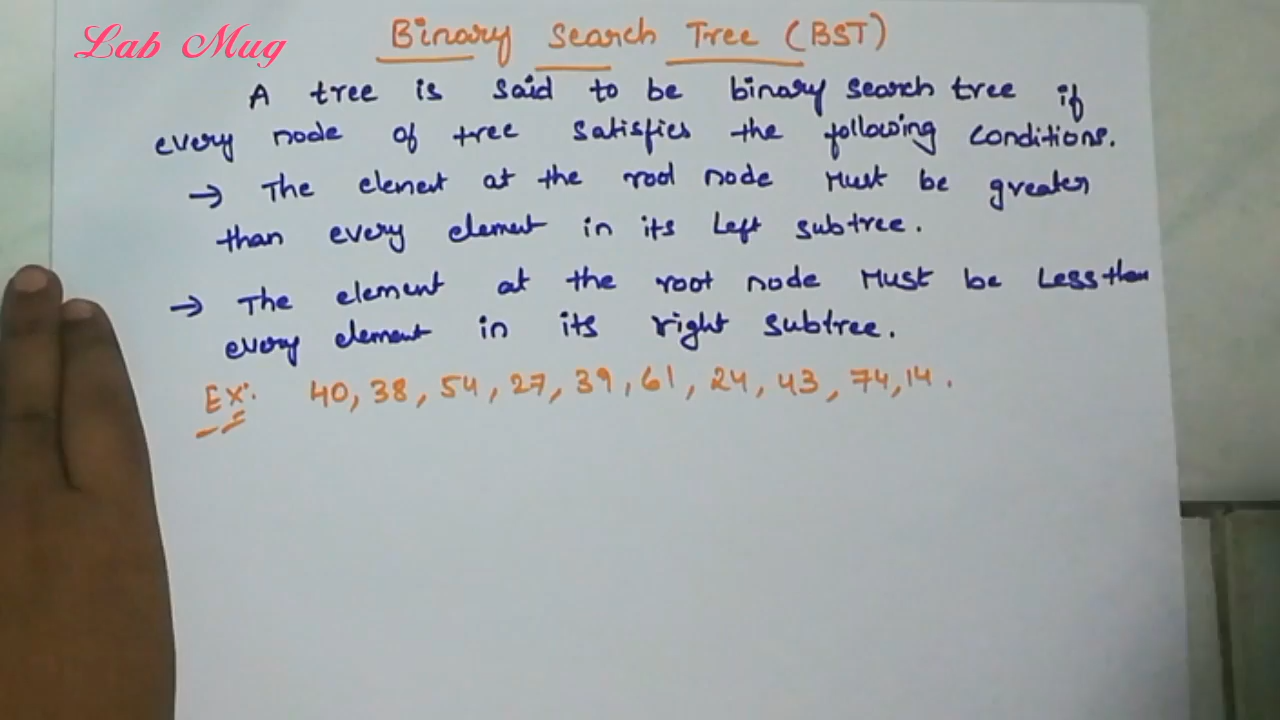 Lab Mug
Binary Search Tree (BST)
A tree is said to be binary search tree if
every node of tree satisfies the following conditions.
→ The elenent at the root node Must be greater
than every element in its Left subtree.
→ The element at the root node Must be Less than
every element in its right subtree.
EX: 40, 38, 54, 27, 39, 61, 24, 43, 74, 14.